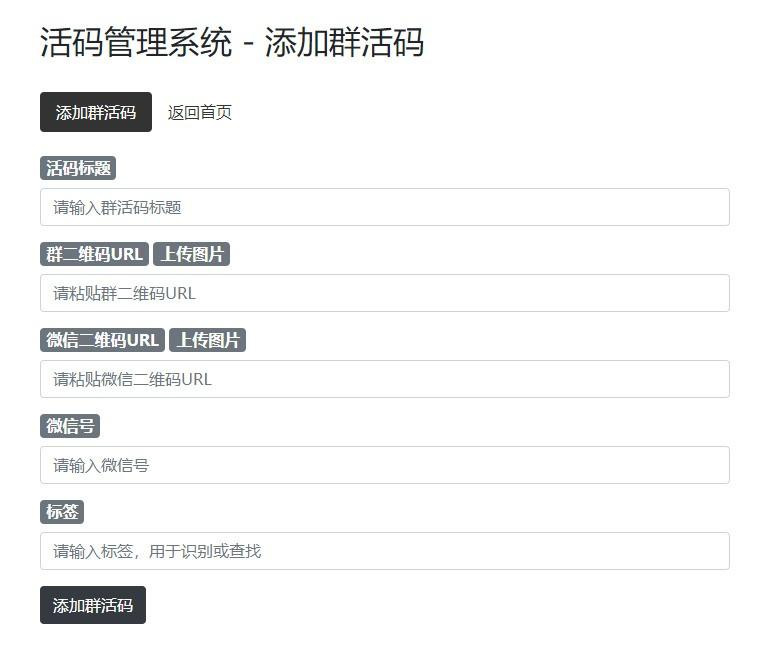 活码管理系统 - 添加群活码
添加群活码 返回首页
活码标题
请输入群活码标题
群二维码URL 上传图片
请粘贴群二维码URL
微信二维码URL 上传图片
请粘贴微信二维码URL
微信号
请输入微信号
标签
请输入标签，用于识别或查找
添加群活码